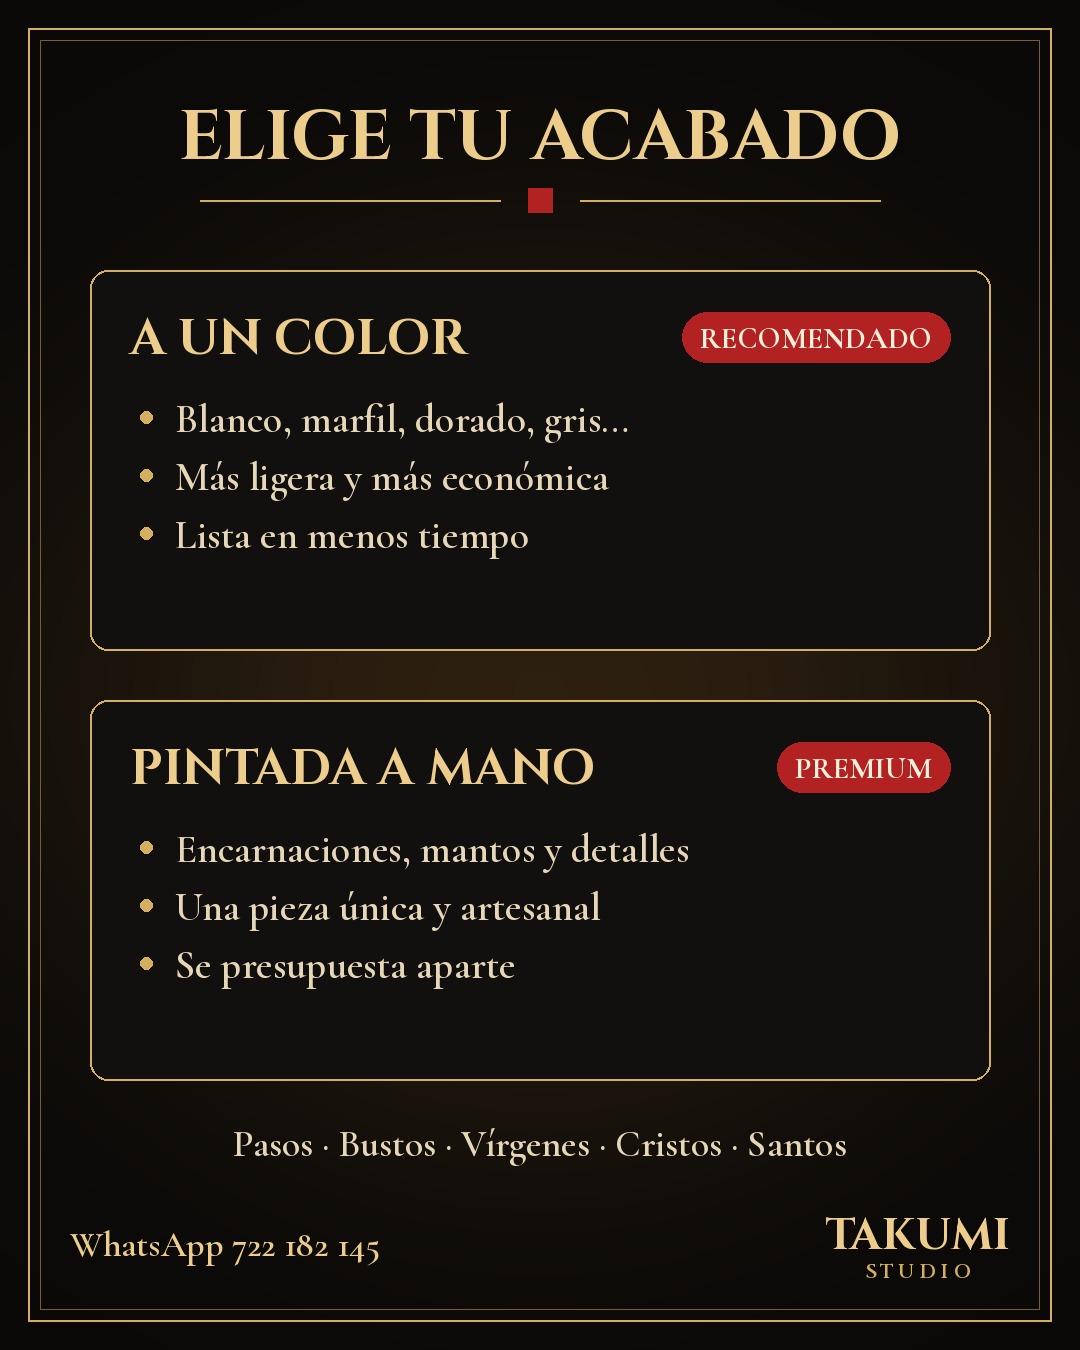 ELIGE TU ACABADO
A UN COLOR
RECOMENDADO
Blanco, marfil, dorado, gris...
Más ligera y más económica
Lista en menos tiempo
PINTADA A MANO
PREMIUM
Encarnaciones, mantos y detalles
Una pieza única y artesanal
Se presupuesta aparte
Pasos · Bustos · Vírgenes · Cristos · Santos
WhatsApp 722 182 145
TAKUMI
STUDIO